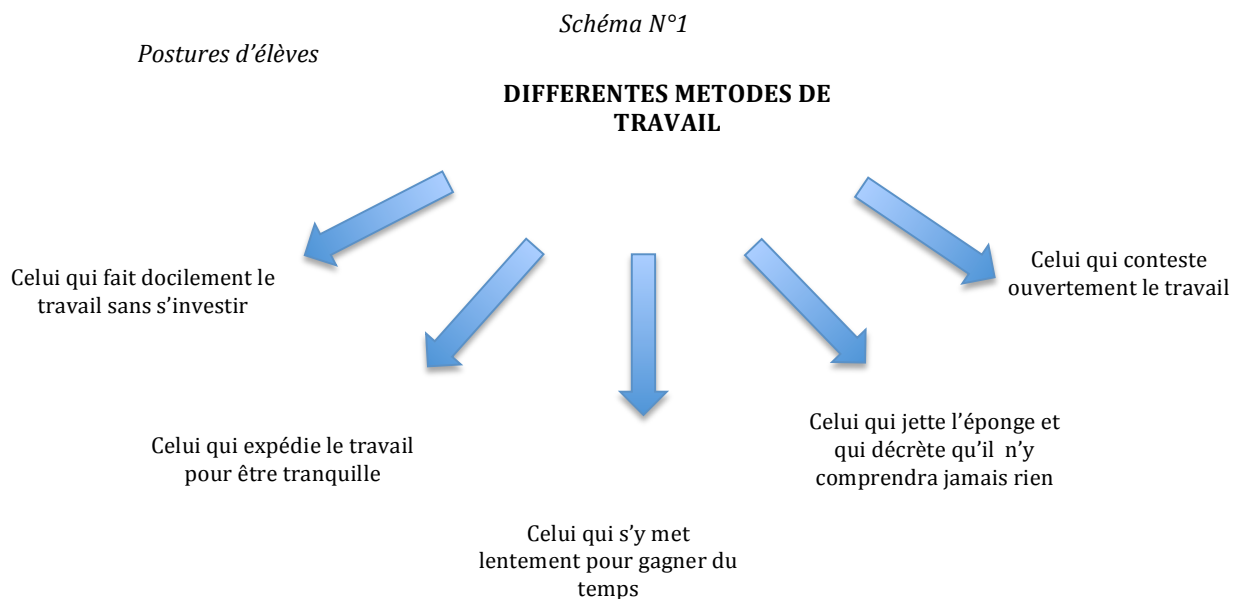 Schéma N°1
Postures d'élèves
DIFFERENTES METODES DE
TRAVAIL
Celui qui fait docilement le
travail sans s'investir
Celui qui expédie le travail
pour être tranquille
Celui qui s'y met
lentement pour gagner du
temps
Celui qui jette l'éponge et
qui décrète qu'il n'y
comprendra jamais rien
Celui qui conteste
ouvertement le travail